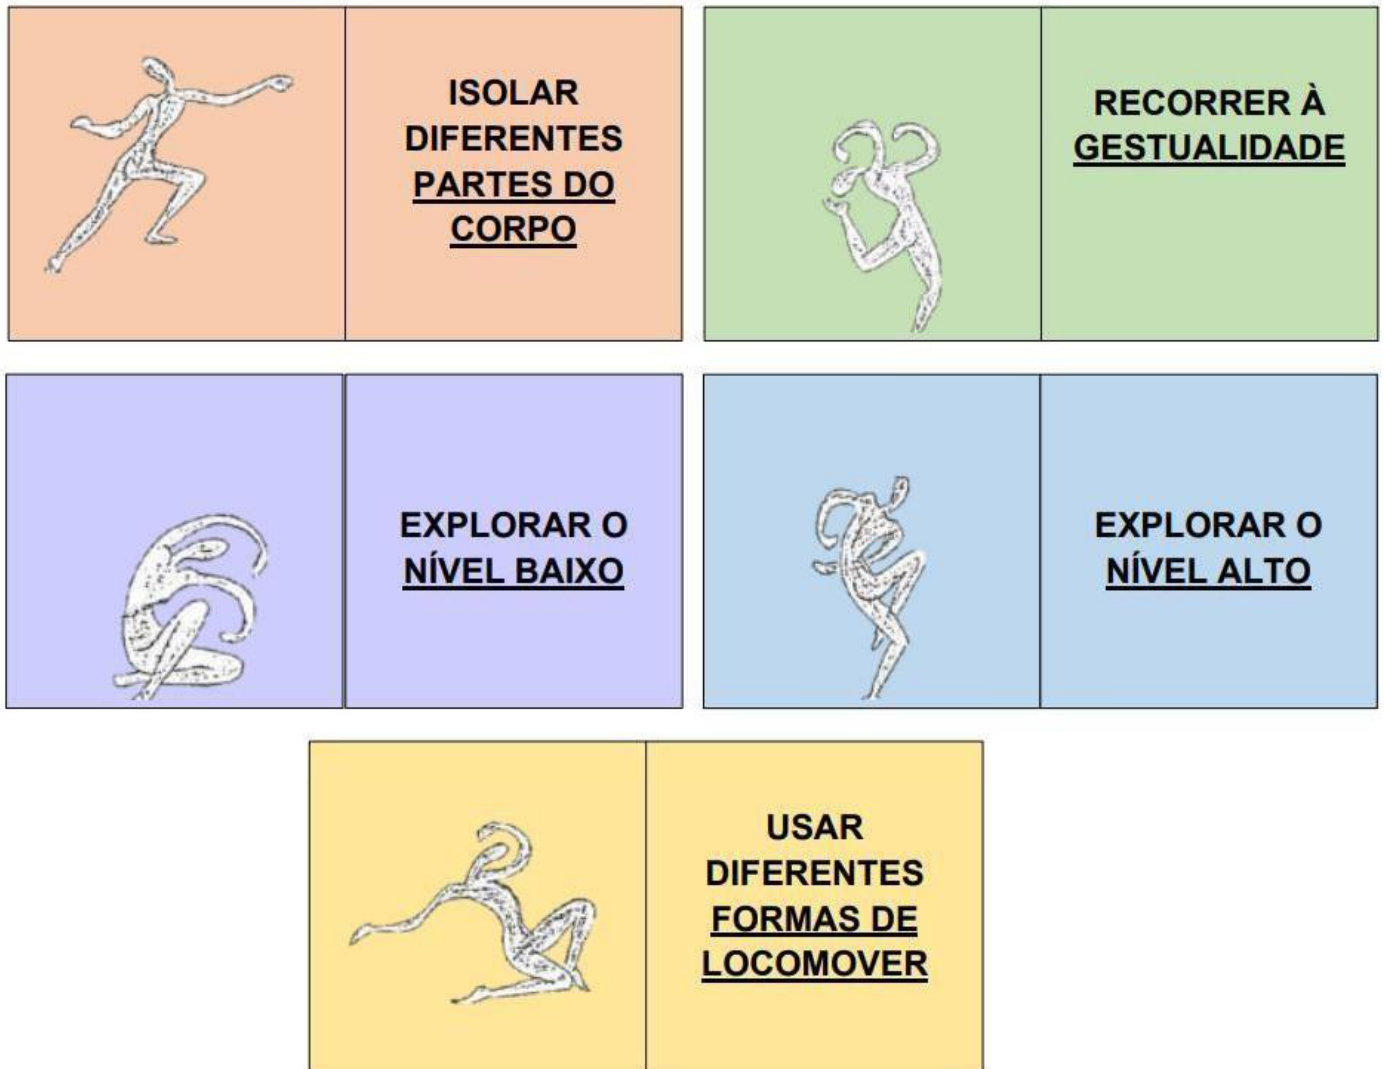 ISOLAR
DIFERENTES
PARTES DO
CORPO
RECORRER À
GESTUALIDADE
EXPLORAR O
NÍVEL BAIXO
EXPLORAR O
NÍVEL ALTO
USAR
DIFERENTES
FORMAS DE
LOCOMOVER